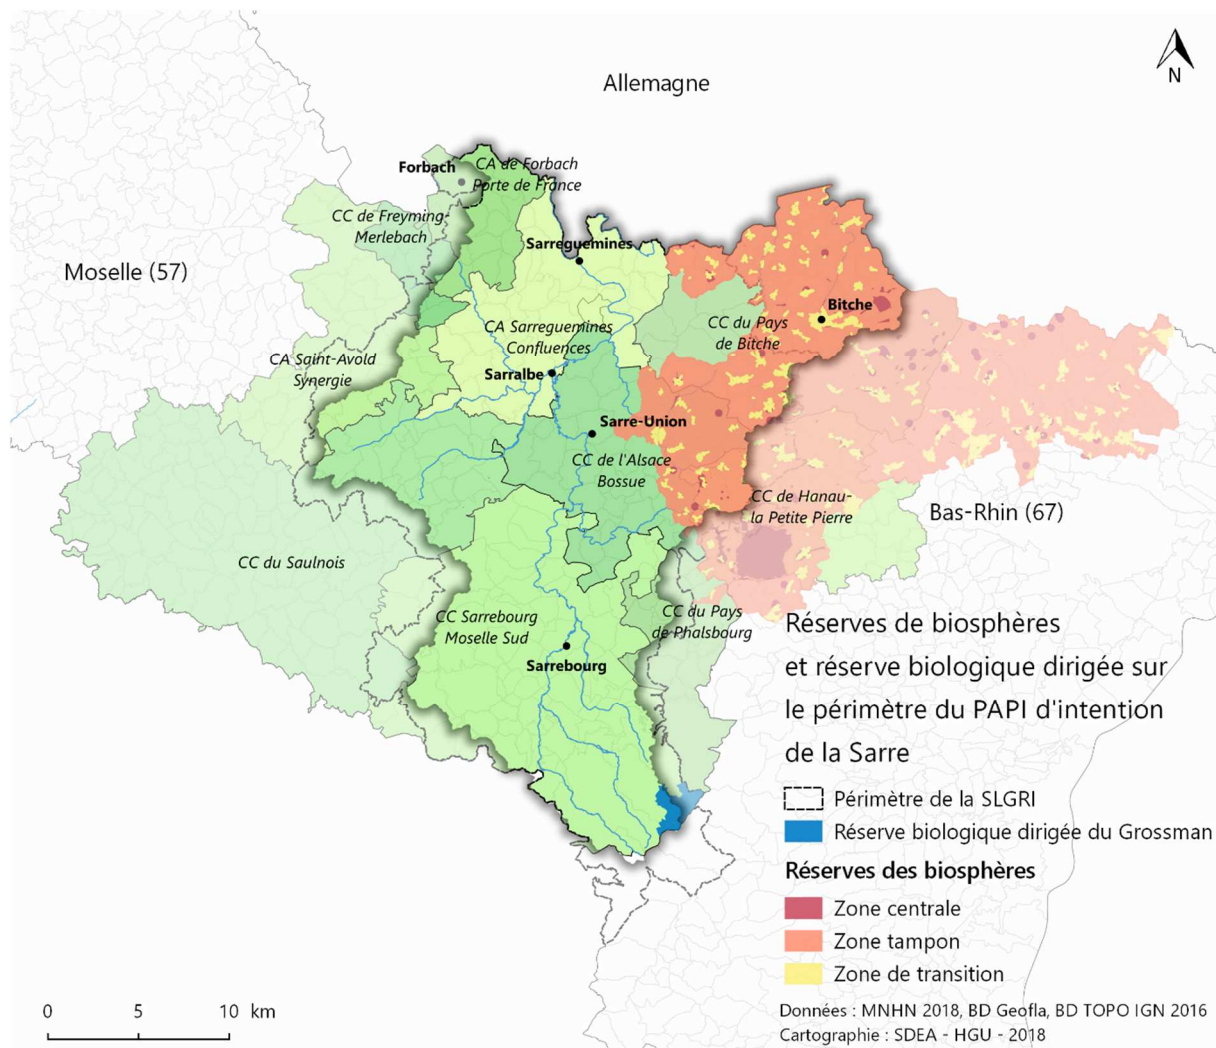 Allemagne
N
Forbach
CA de Forbach
Porte de France
CC de Freyming-
Merlebach
Sarreguemines
Moselle (57)
Bitche
CC du Pays
de Bitche
CA Sarreguemines
Confluences
CA Saint-Avold
Synergie
Sarralbe
Sarre-Union
CC de l'Alsace
Bossue
CC de Hanau-
la Petite Pierre
Bas-Rhin (67)
CC du Saulnois
CC Sarrebourg
Moselle Sud
CC du Pays
de Phalsbourg
Sarrebourg
Réserves de biosphères
et réserve biologique dirigée sur
le périmètre du PAPI d'intention
de la Sarre
Périmètre de la SLGRI
Réserve biologique dirigée du Grossman
Réserves des biosphères
Zone centrale
Zone tampon
Zone de transition
0 5 10 km
Données : MNHN 2018, BD Geofla, BD TOPO IGN 2016
Cartographie : SDEA - HGU - 2018